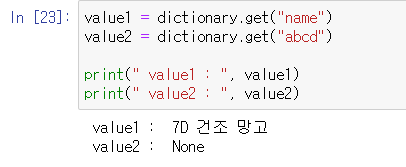 In [23]: value1 = dictionary.get("name")
value2 = dictionary.get("abcd")
print(" value1 : ", value1)
print(" value2 : ", value2)
value1 : 7D 건조 망고
value2 : None